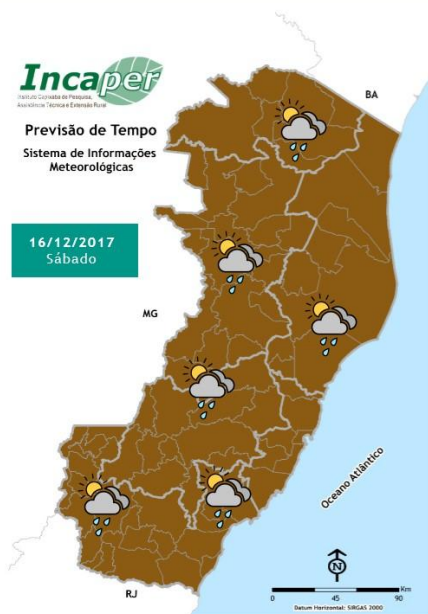 Incaper
Instituto Capixaba de Pesquisa,
Assistência Técnica e Extensão Rural
Previsão de Tempo
Sistema de Informações
Meteorológicas
16/12/2017
Sábado
BA
MG
Oceano Atlântico
RJ
N
Km
0 45 90
Datum Horizontal: SIRGAS 2000